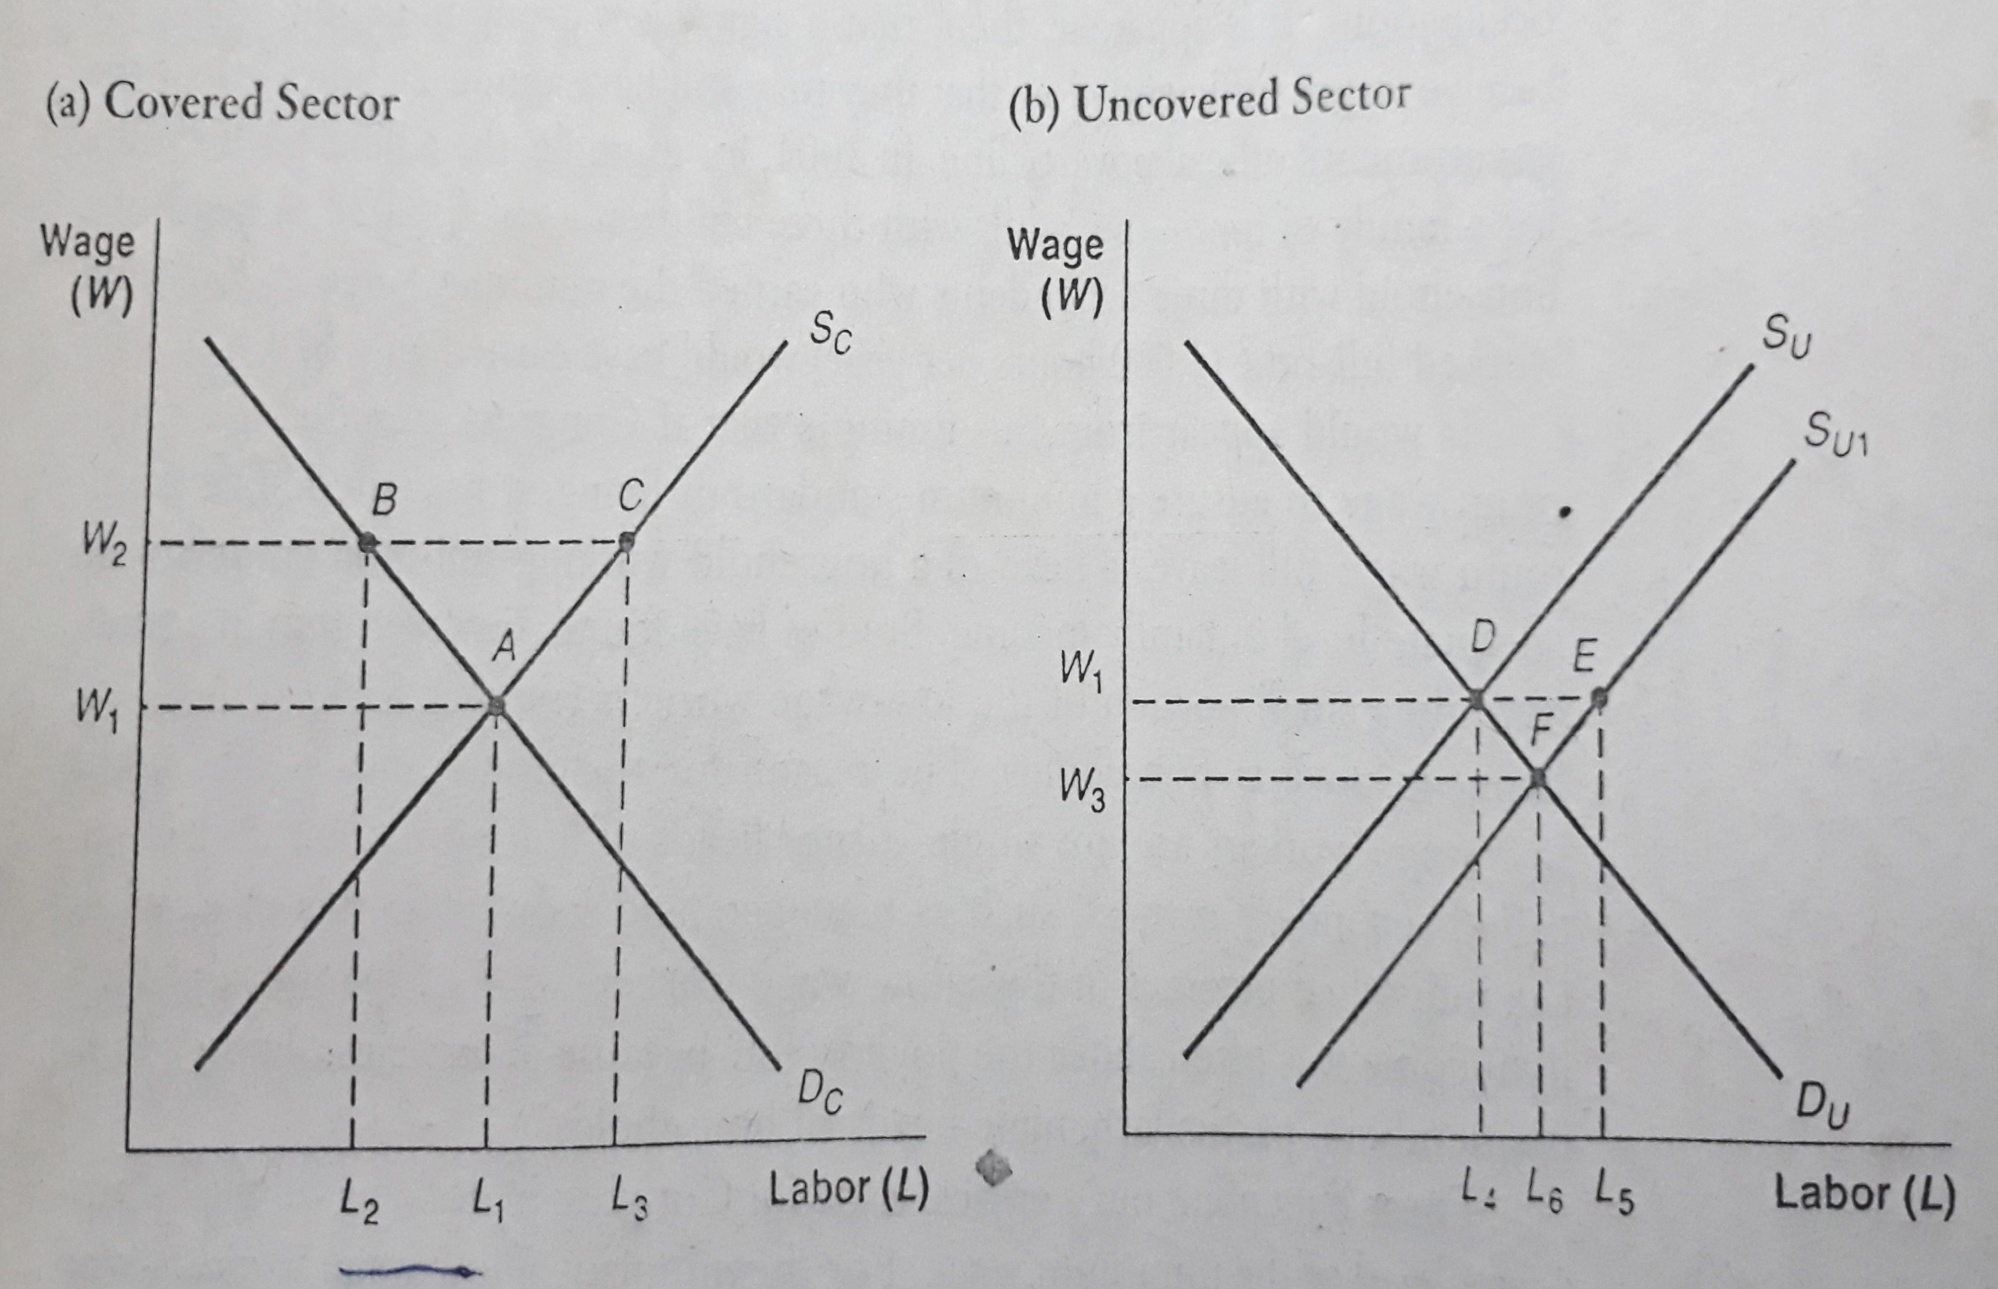 (a) Covered Sector
Wage
(W)
S_C
B
C
W_2
A
W_1
D_C
L_2
L_1
L_3
Labor (L)
(b) Uncovered Sector
Wage
(W)
S_U
S_U1
D
E
W_1
F
W_3
D_U
L_4
L_6
L_5
Labor (L)